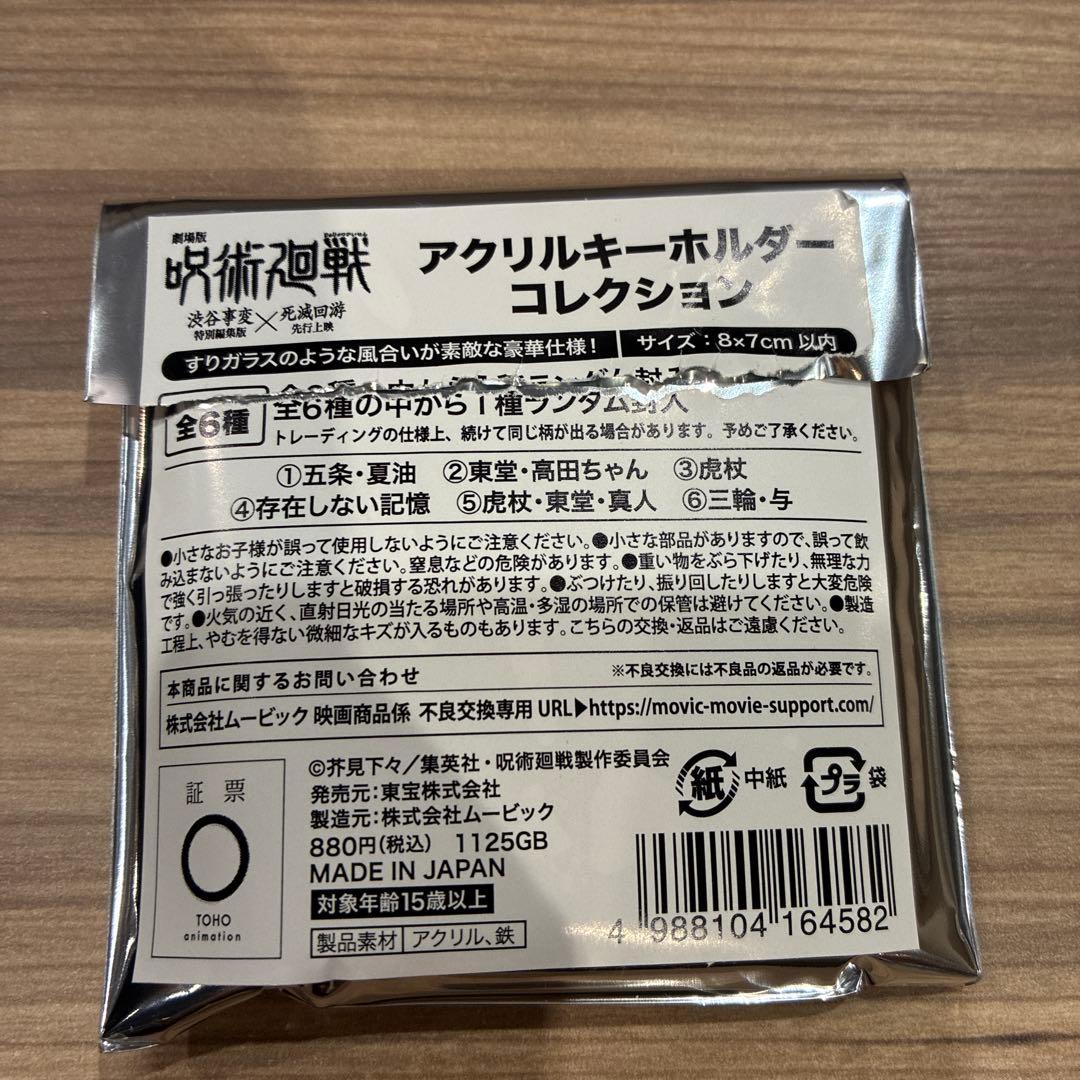 劇場版
呪術廻戦
渋谷事変 特別編集版 × 死滅回游 先行上映
アクリルキーホルダー
コレクション
すりガラスのような風合いが素敵な豪華仕様! サイズ:8×7cm 以内
全6種 全6種の中から1種ランダム封入
トレーディングの仕様上、続けて同じ柄が出る場合があります。予めご了承ください。
①五条・夏油 ②東堂・高田ちゃん ③虎杖
④存在しない記憶 ⑤虎杖・東堂・真人 ⑥三輪・与
●小さなお子様が誤って使用しないようにご注意ください。●小さな部品がありますので、誤って飲
み込まないようにご注意ください。窒息などの危険があります。●重い物をぶら下げたり、無理な力
で強く引っ張ったりしますと破損する恐れがあります。●ぶつけたり、振り回したりしますと大変危険
です。●火気の近く、直射日光の当たる場所や高温・多湿の場所での保管は避けてください。●製造
工程上、やむを得ない微細なキズが入るものもあります。こちらの交換・返品はご遠慮ください。
本商品に関するお問い合わせ ※不良交換には不良品の返品が必要です。
株式会社ムービック 映画商品係 不良交換専用 URL▶https://movic-movie-support.com/
証票
TOHO
animation
©芥見下々/集英社・呪術廻戦製作委員会
発売元:東宝株式会社
製造元:株式会社ムービック
880円(税込) 1125GB
MADE IN JAPAN
対象年齢15歳以上
製品素材 アクリル、鉄
紙 中紙 プラ 袋
4 988104 164582